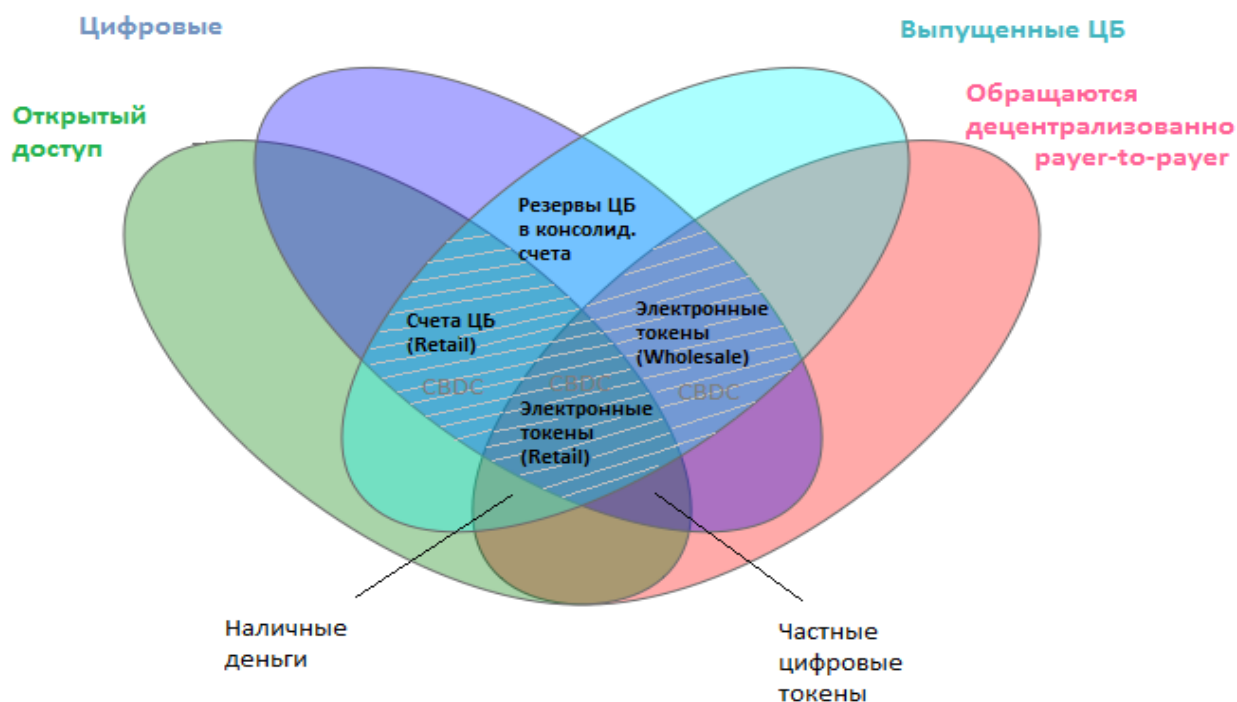 Цифровые
Выпущенные ЦБ
Открытый
доступ
Обращаются
децентрализованно
payer-to-payer
Резервы ЦБ
в консолид.
счета
Счета ЦБ
(Retail)
CBDC
Электронные
токены
(Wholesale)
CBDC
CBDC
Электронные
токены
(Retail)
Наличные
деньги
Частные
цифровые
токены